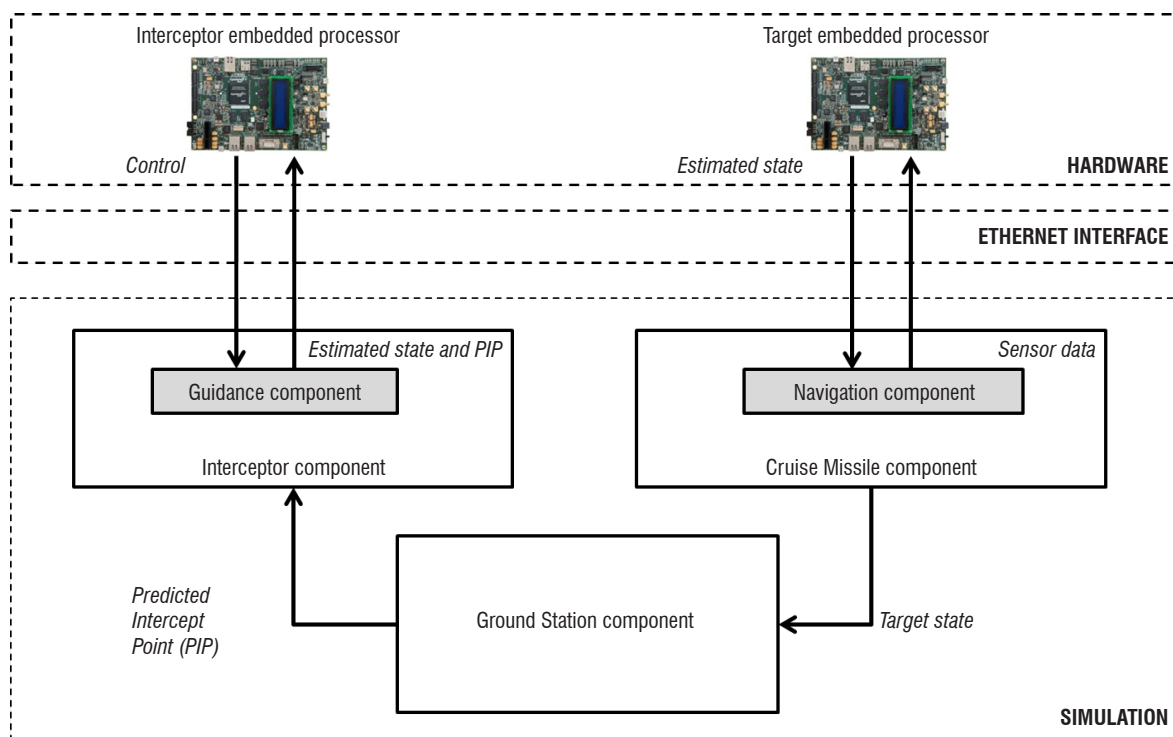 Interceptor embedded processor
Target embedded processor
Control
Estimated state
HARDWARE
ETHERNET INTERFACE
Estimated state and PIP
Sensor data
Guidance component
Navigation component
Interceptor component
Cruise Missile component
Predicted
Intercept
Point (PIP)
Ground Station component
Target state
SIMULATION